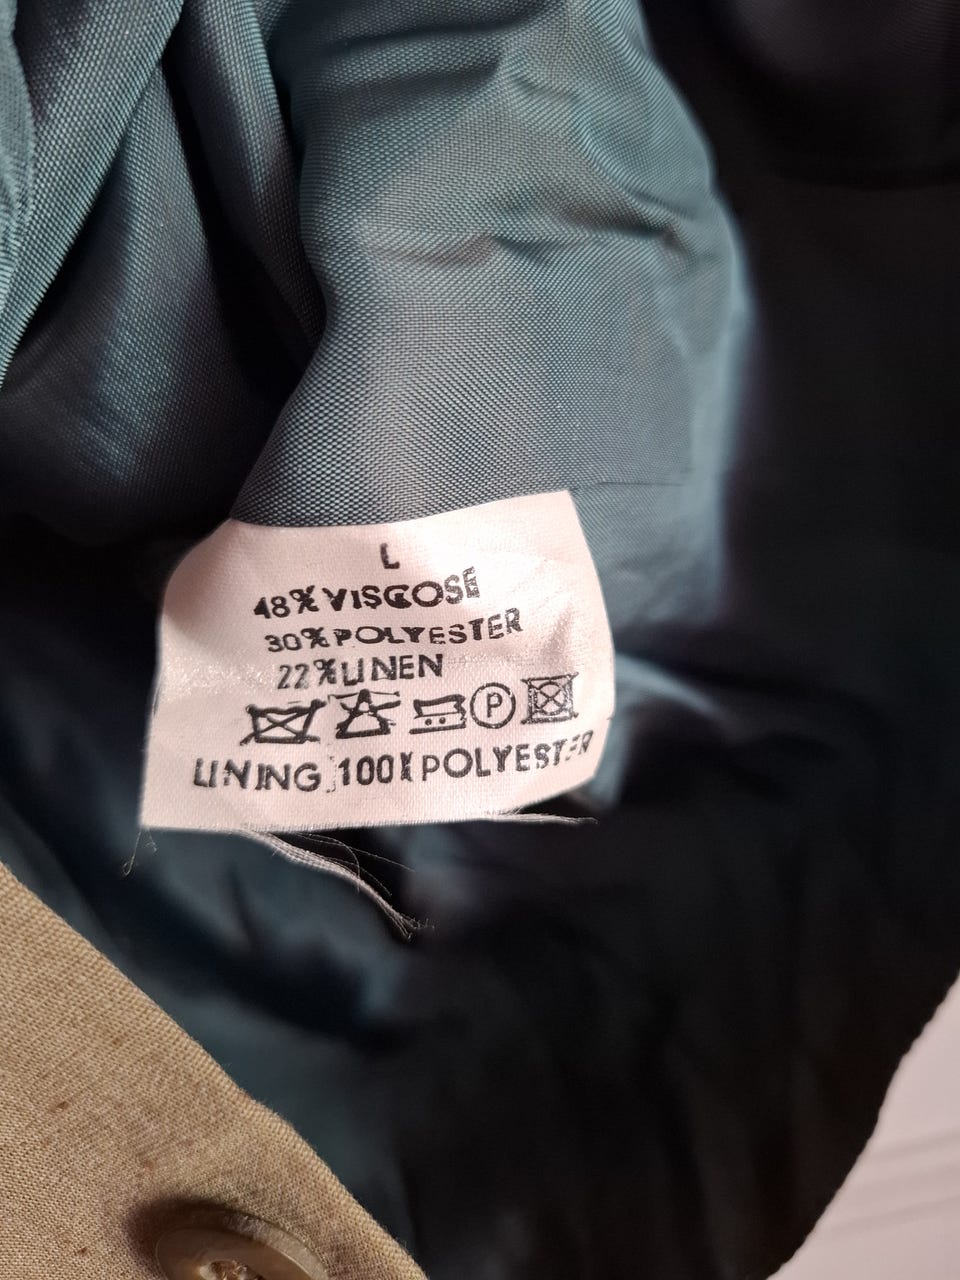 L
48% VISCOSE
30% POLYESTER
22% LINEN
P
LINING: 100% POLYESTER